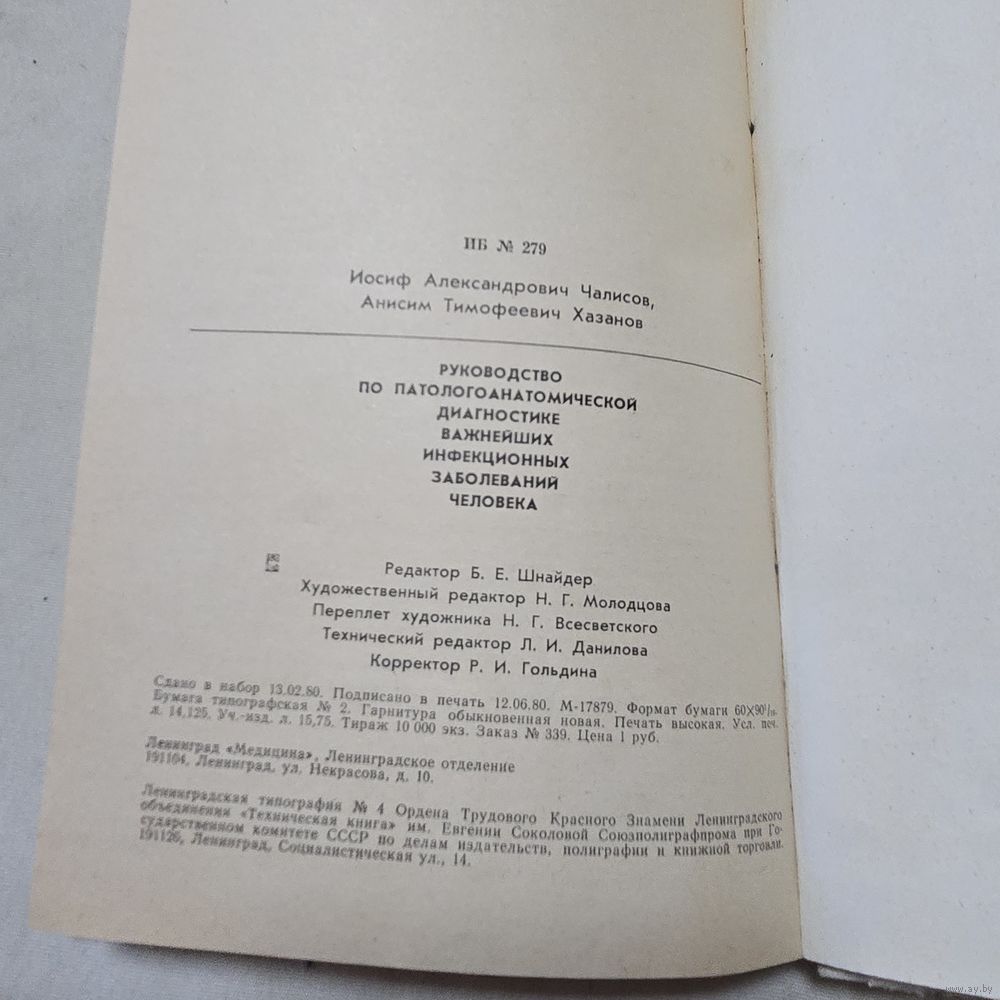 ИБ № 279
Иосиф Александрович Чалисов,
Анисим Тимофеевич Хазанов
РУКОВОДСТВО
ПО ПАТОЛОГОАНАТОМИЧЕСКОЙ
ДИАГНОСТИКЕ
ВАЖНЕЙШИХ
ИНФЕКЦИОННЫХ
ЗАБОЛЕВАНИЙ
ЧЕЛОВЕКА
Редактор Б. Е. Шнайдер
Художественный редактор Н. Г. Молодцова
Переплет художника Н. Г. Всесветского
Технический редактор Л. И. Данилова
Корректор Р. И. Гольдина
Сдано в набор 13.02.80. Подписано в печать 12.06.80. М-17879. Формат бумаги 60×90¹/₁₆.
Бумага типографская № 2. Гарнитура обыкновенная новая. Печать высокая. Усл. печ.
л. 14,125. Уч.-изд. л. 15,75. Тираж 10 000 экз. Заказ № 339. Цена 1 руб.
Ленинград «Медицина», Ленинградское отделение
191104, Ленинград, ул. Некрасова, д. 10.
Ленинградская типография № 4 Ордена Трудового Красного Знамени Ленинградского
объединения «Техническая книга» им. Евгении Соколовой Союзполиграфпрома при Го-
сударственном комитете СССР по делам издательств, полиграфии и книжной торговли.
191126, Ленинград, Социалистическая ул., 14.
www.ay.by